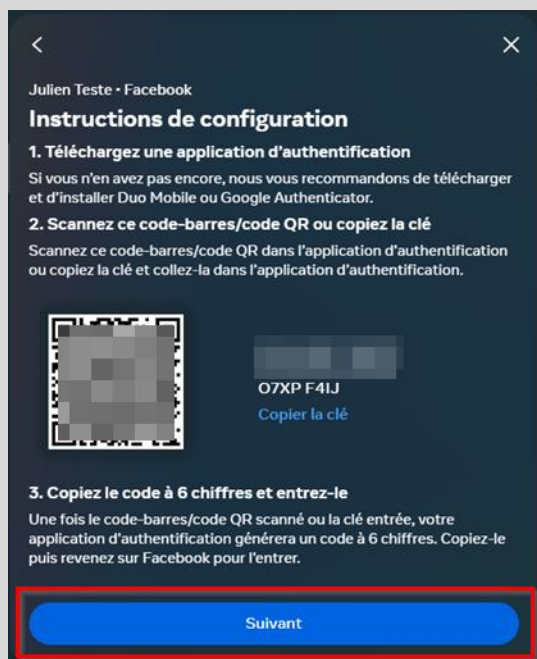 Julien Teste • Facebook
Instructions de configuration
1. Téléchargez une application d'authentification
Si vous n'en avez pas encore, nous vous recommandons de télécharger
et d'installer Duo Mobile ou Google Authenticator.
2. Scannez ce code-barres/code QR ou copiez la clé
Scannez ce code-barres/code QR dans l'application d'authentification
ou copiez la clé et collez-la dans l'application d'authentification.
O7XP F4IJ
Copier la clé
3. Copiez le code à 6 chiffres et entrez-le
Une fois le code-barres/code QR scanné ou la clé entrée, votre
application d'authentification générera un code à 6 chiffres. Copiez-le
puis revenez sur Facebook pour l'entrer.
Suivant